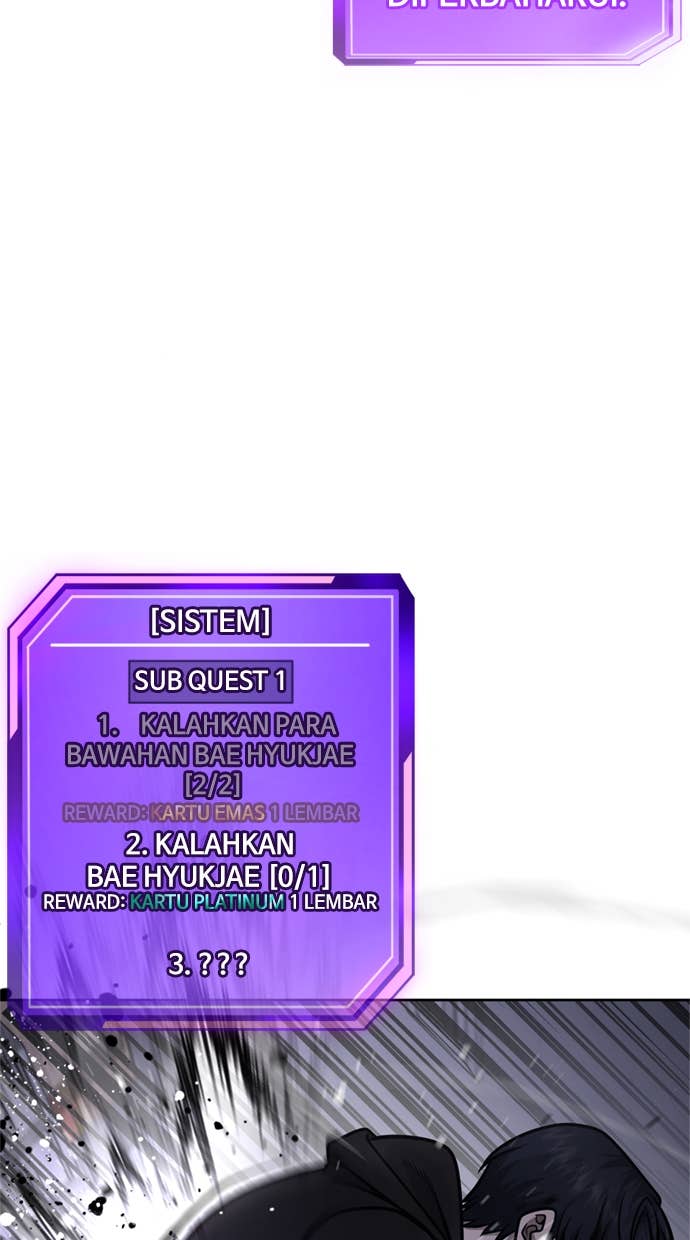 DIPERBAHARUI.
[SISTEM]
SUB QUEST 1
1. KALAHKAN PARA
BAWAHAN BAE HYUKJAE
[2/2]
REWARD: KARTU EMAS 1 LEMBAR
2. KALAHKAN
BAE HYUKJAE [0/1]
REWARD: KARTU PLATINUM 1 LEMBAR
3. ???